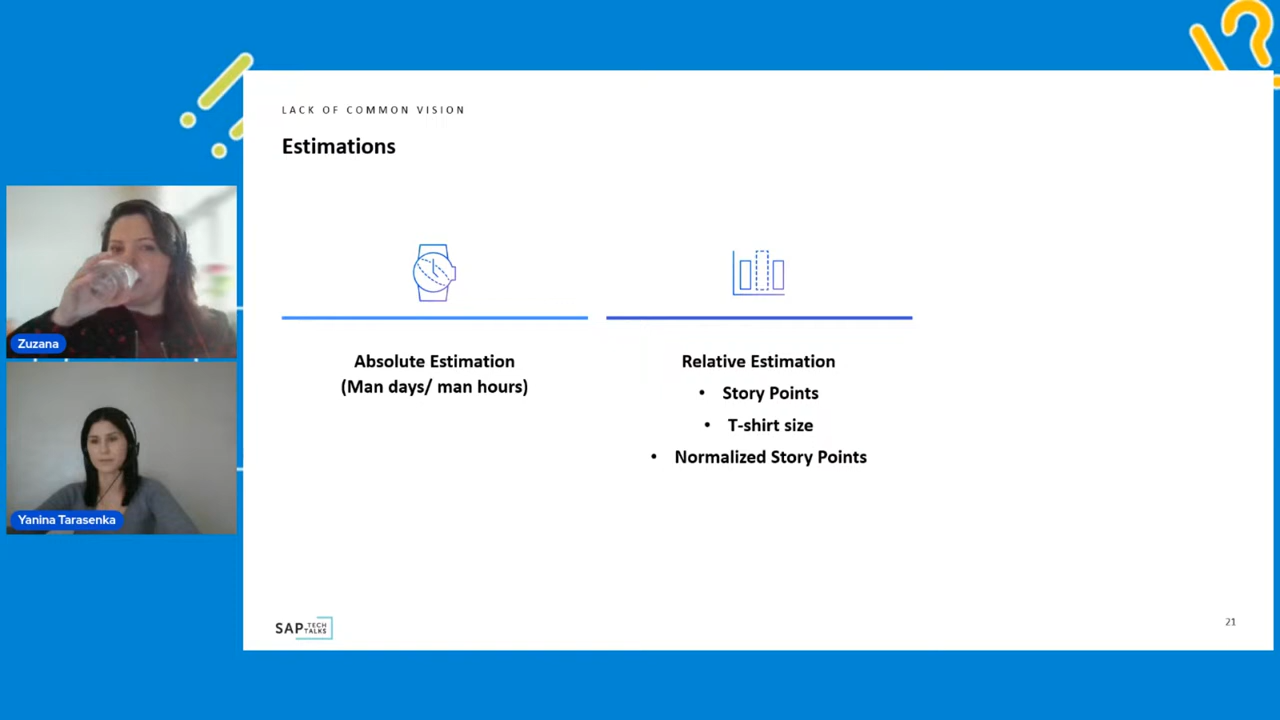 LACK OF COMMON VISION
Estimations
Zuzana
Yanina Tarasenka
Absolute Estimation
(Man days/ man hours)
Relative Estimation
• Story Points
• T-shirt size
• Normalized Story Points
SAP TECH TALKS
21